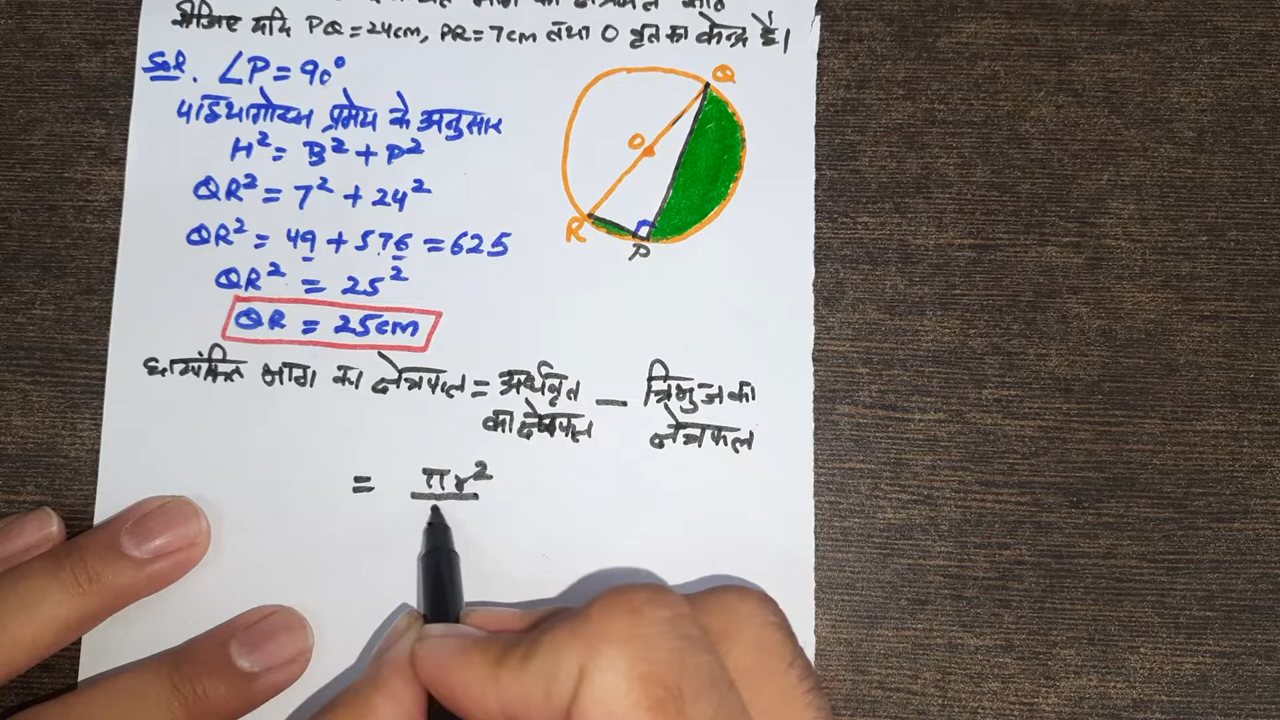 कीजिए यदि PQ = 24cm, PR = 7cm तथा O वृत का केन्द्र है।
Sol. ∠P = 90°
पाइथागोरस प्रमेय के अनुसार
H² = B² + P²
QR² = 7² + 24²
QR² = 49 + 576 = 625
QR² = 25²
QR = 25cm
Q
O
R
P
छायांकित भाग का क्षेत्रफल = अर्धवृत का क्षेत्रफल — त्रिभुज का क्षेत्रफल
= πr²